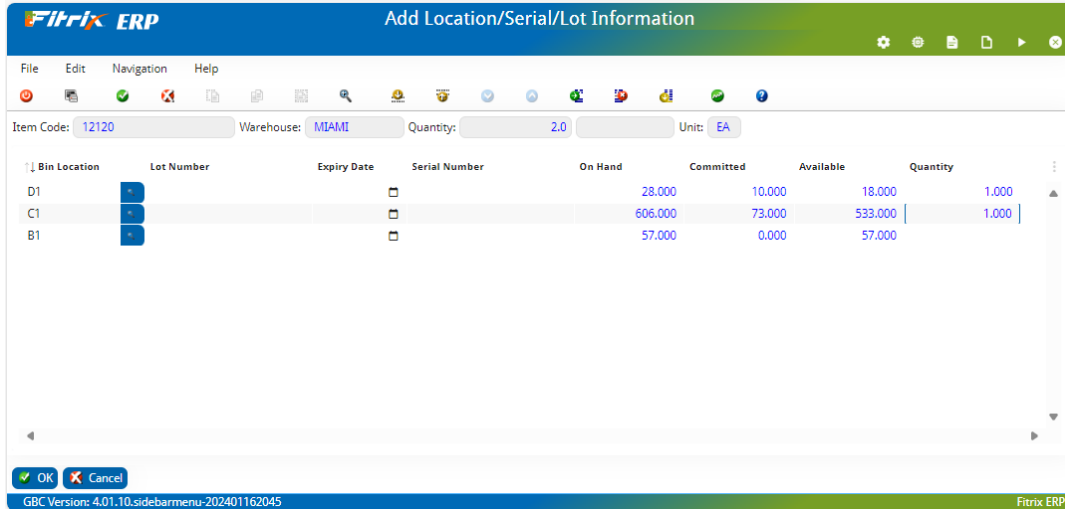 Fitrix ERP
Add Location/Serial/Lot Information
File Edit Navigation Help
Item Code: 12120 Warehouse: MIAMI Quantity: 2.0 Unit: EA
Bin Location Lot Number Expiry Date Serial Number On Hand Committed Available Quantity
D1 28.000 10.000 18.000 1.000
C1 606.000 73.000 533.000 1.000
B1 57.000 0.000 57.000
OK Cancel
GBC Version: 4.01.10.sidebarmenu-202401162045 Fitrix ERP